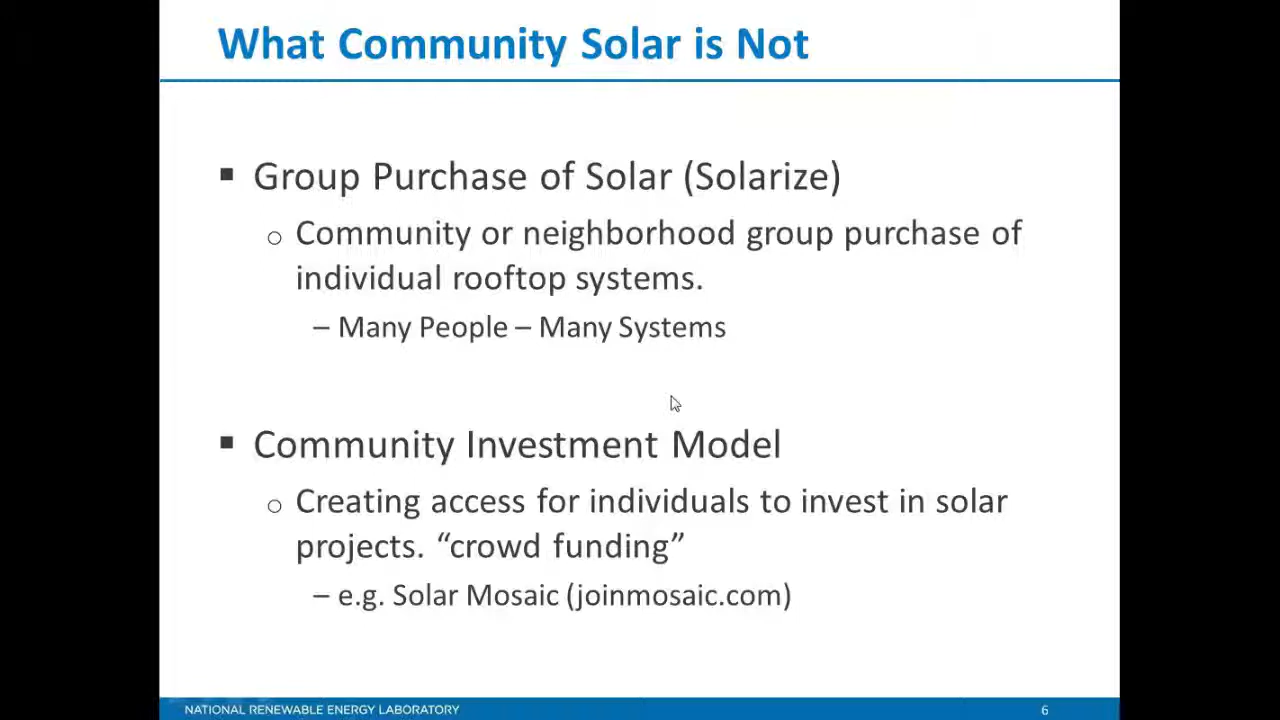 What Community Solar is Not
▪ Group Purchase of Solar (Solarize)
o Community or neighborhood group purchase of
individual rooftop systems.
– Many People – Many Systems
▪ Community Investment Model
o Creating access for individuals to invest in solar
projects. “crowd funding”
– e.g. Solar Mosaic (joinmosaic.com)
NATIONAL RENEWABLE ENERGY LABORATORY 6